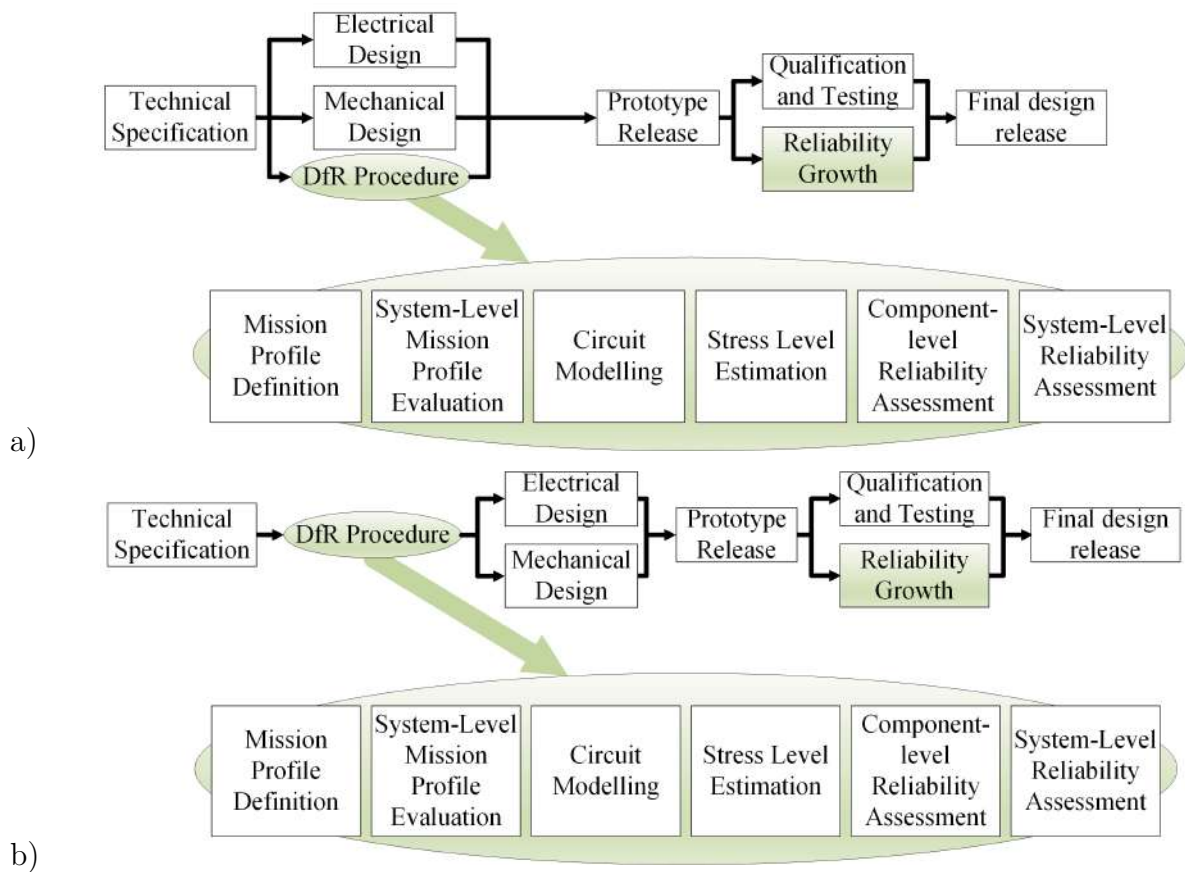 Electrical
Design
Technical
Specification
Mechanical
Design
DfR Procedure
Prototype
Release
Qualification
and Testing
Reliability
Growth
Final design
release
Mission
Profile
Definition
System-Level
Mission
Profile
Evaluation
Circuit
Modelling
Stress Level
Estimation
Component-
level
Reliability
Assessment
System-Level
Reliability
Assessment
a)
Technical
Specification
DfR Procedure
Electrical
Design
Mechanical
Design
Prototype
Release
Qualification
and Testing
Reliability
Growth
Final design
release
Mission
Profile
Definition
System-Level
Mission
Profile
Evaluation
Circuit
Modelling
Stress Level
Estimation
Component-
level
Reliability
Assessment
System-Level
Reliability
Assessment
b)